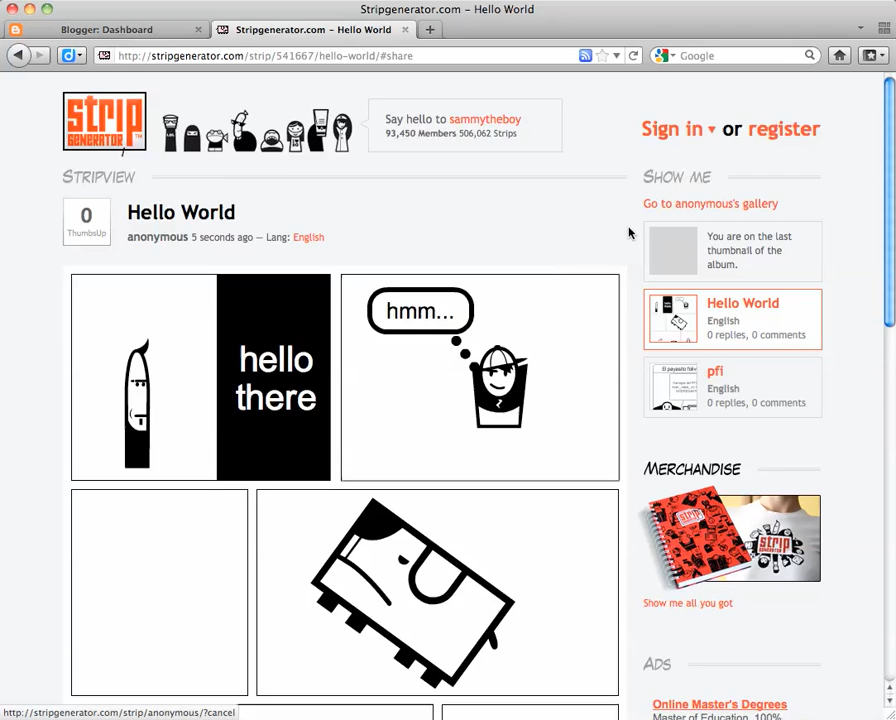 Stripgenerator.com - Hello World
Blogger: Dashboard
Stripgenerator.com - Hello World
http://stripgenerator.com/strip/541667/hello-world/#share
Google
STRIP GENERATOR™
Say hello to sammytheboy
93,450 Members 506,062 Strips
Sign in ▾ or register
STRIPVIEW
SHOW ME
0
ThumbsUp
Hello World
anonymous 5 seconds ago — Lang: English
Go to anonymous's gallery
You are on the last
thumbnail of the
album.
hello
there
hmm...
Hello World
English
0 replies, 0 comments
pfi
English
0 replies, 0 comments
MERCHANDISE
STRIP
STRIP
Show me all you got
ADS
Online Master's Degrees
Master of Education, 100%
http://stripgenerator.com/strip/anonymous/?cancel